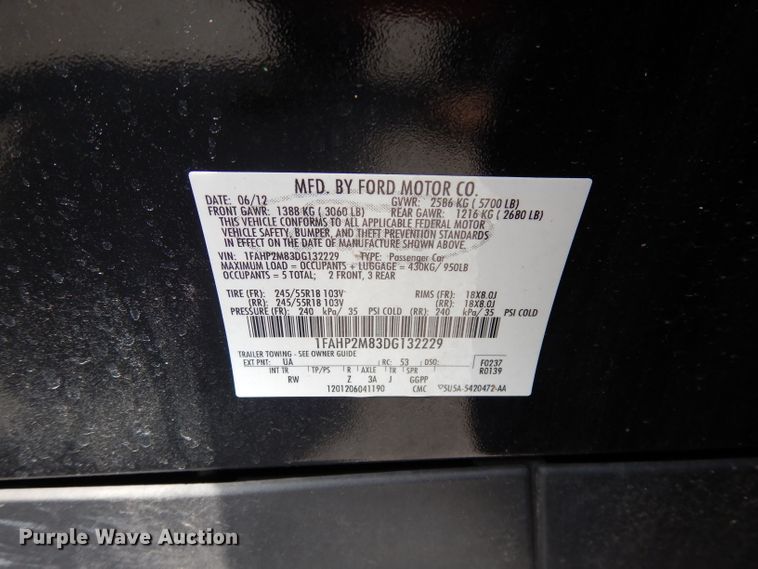 MFD. BY FORD MOTOR CO.
DATE: 06/12 GVWR: 2586 KG ( 5700 LB)
FRONT GAWR: 1388 KG ( 3060 LB) REAR GAWR: 1216 KG ( 2680 LB)
THIS VEHICLE CONFORMS TO ALL APPLICABLE FEDERAL MOTOR
VEHICLE SAFETY, BUMPER, AND THEFT PREVENTION STANDARDS
IN EFFECT ON THE DATE OF MANUFACTURE SHOWN ABOVE.
VIN: 1FAHP2M83DG132229 TYPE: Passenger Car
MAXIMUM LOAD = OCCUPANTS + LUGGAGE = 430KG/ 950LB
OCCUPANTS = 5 TOTAL; 2 FRONT, 3 REAR
TIRE (FR): 245/55R18 103V RIMS (FR): 18X8.0J
(RR): 245/55R18 103V (RR): 18X8.0J
PRESSURE (FR): 240 kPa/ 35 PSI COLD (RR): 240 kPa/ 35 PSI COLD
1FAHP2M83DG132229
TRAILER TOWING - SEE OWNER GUIDE
EXT PNT: UA RC: 53 DSO: F0237
INT TR TP/PS R AXLE TR SPR R0139
RW Z 3A J GGPP
1201206041190 CMC SU5A-5420472-AA
Purple Wave Auction